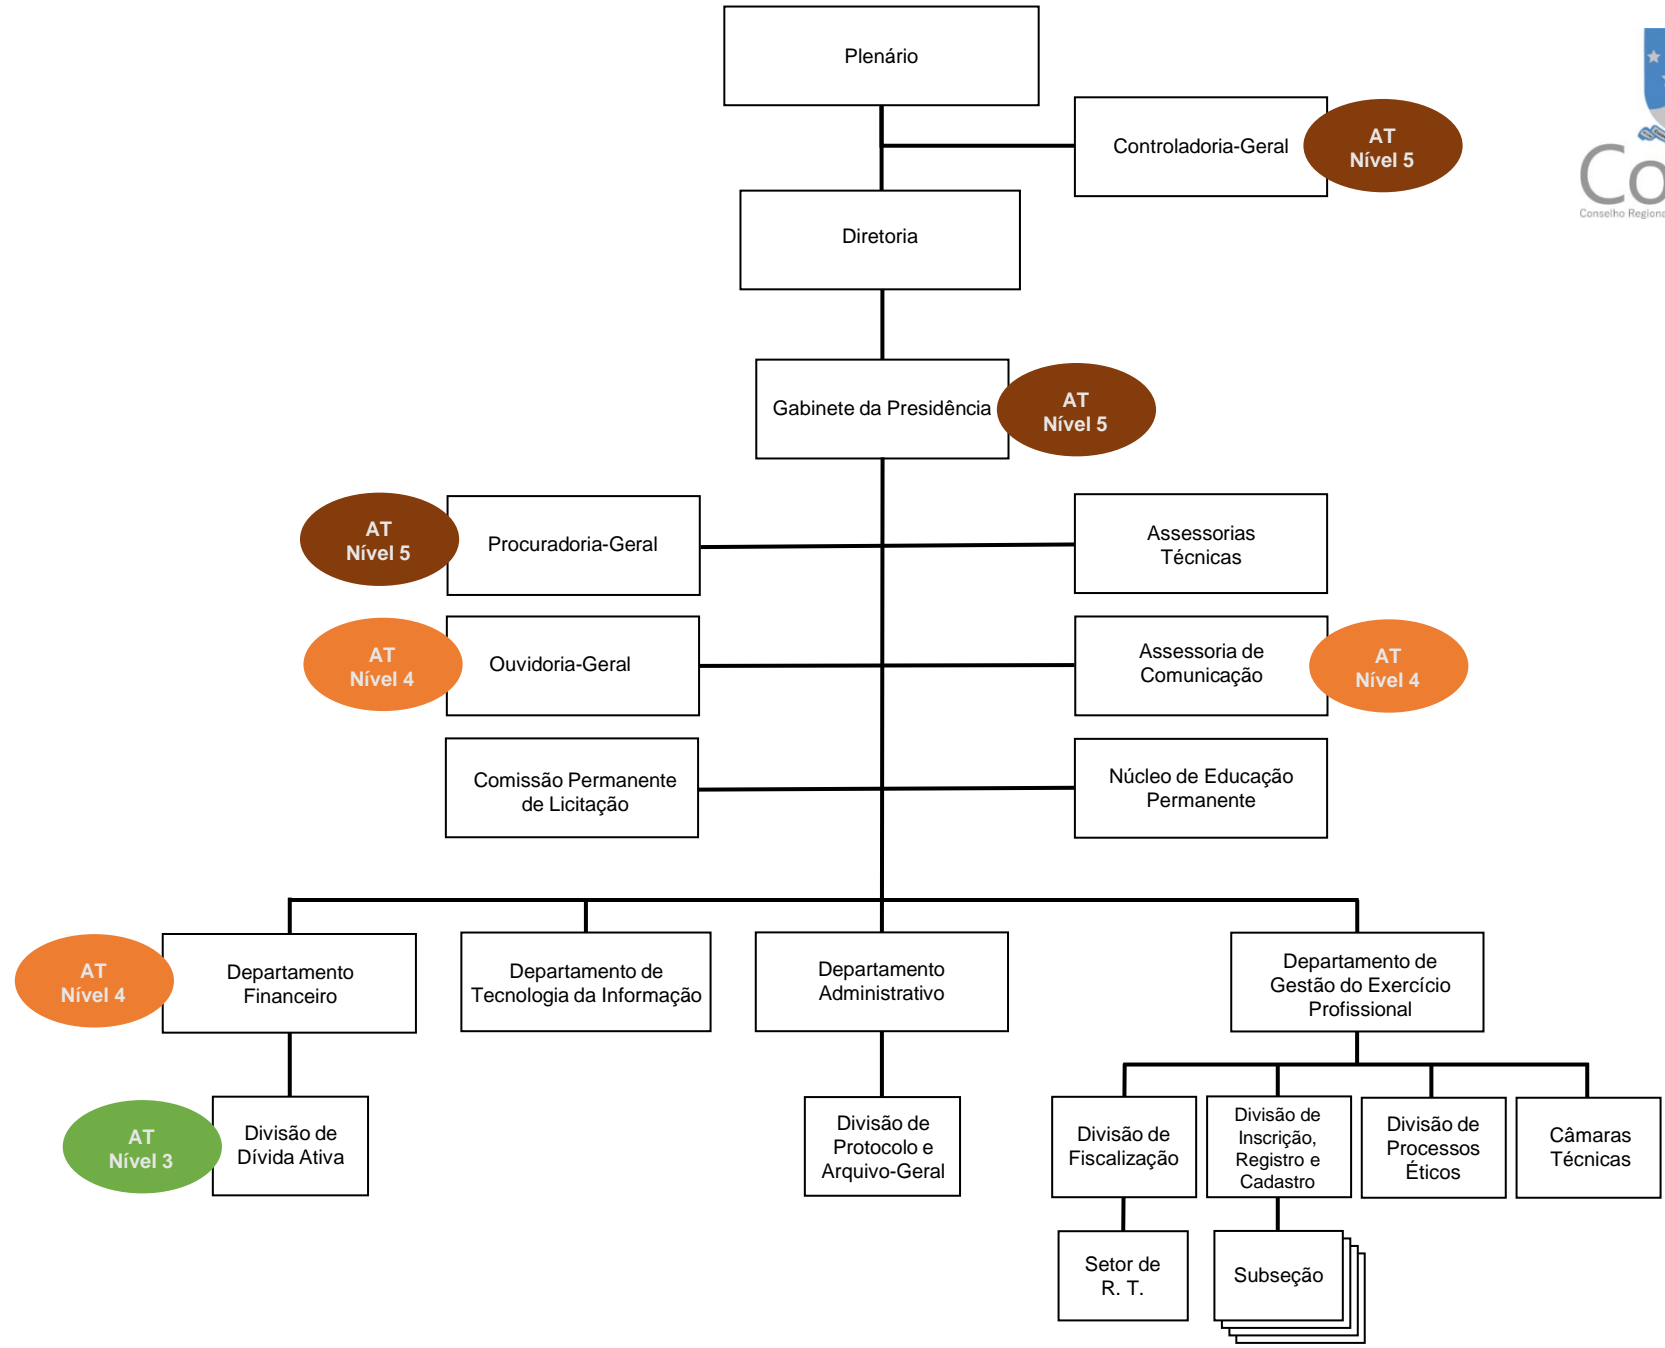 Plenário
Controladoria-Geral
AT
Nível 5
Co
Conselho Regiona
Diretoria
Gabinete da Presidência
AT
Nível 5
AT
Nível 5
Procuradoria-Geral
Assessorias
Técnicas
AT
Nível 4
Ouvidoria-Geral
Assessoria de
Comunicação
AT
Nível 4
Comissão Permanente
de Licitação
Núcleo de Educação
Permanente
AT
Nível 4
Departamento
Financeiro
Departamento de
Tecnologia da Informação
Departamento
Administrativo
Departamento de
Gestão do Exercício
Profissional
AT
Nível 3
Divisão de
Dívida Ativa
Divisão de
Protocolo e
Arquivo-Geral
Divisão de
Fiscalização
Divisão de
Inscrição,
Registro e
Cadastro
Divisão de
Processos
Éticos
Câmaras
Técnicas
Setor de
R. T.
Subseção